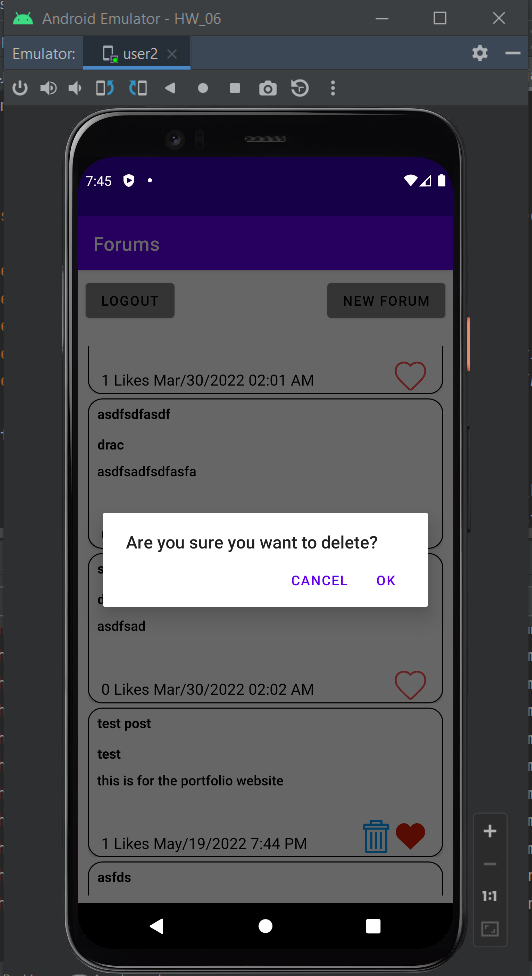 Android Emulator - HW_06
Emulator: user2
7:45
Forums
LOGOUT NEW FORUM
1 Likes Mar/30/2022 02:01 AM
asdfsdfasdf
drac
asdfsadfsdfasfa
Are you sure you want to delete?
CANCEL OK
asdfsad
0 Likes Mar/30/2022 02:02 AM
test post
test
this is for the portfolio website
1 Likes May/19/2022 7:44 PM
1:1
asfds